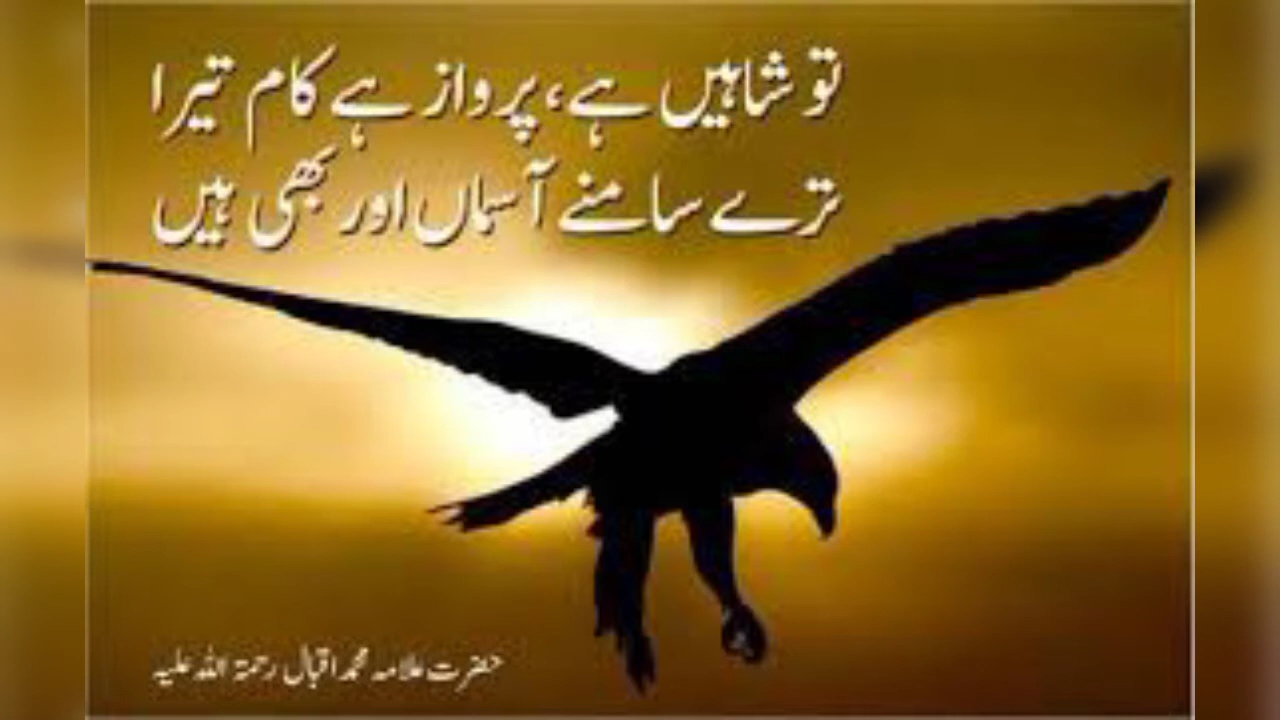 تو شاہیں ہے، پرواز ہے کام تیرا
ترے سامنے آسماں اور بھی ہیں
حضرت علامہ محمد اقبال رحمۃ اللہ علیہ